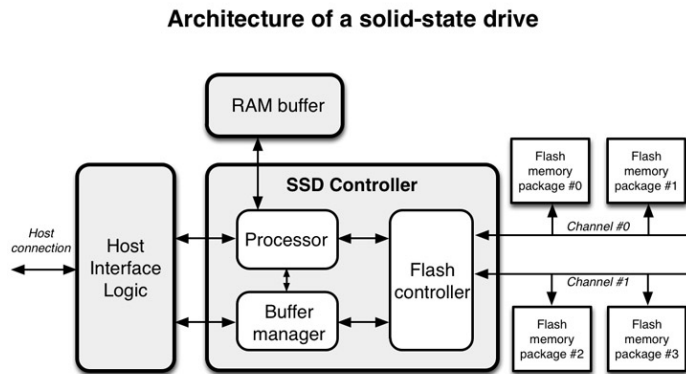 Architecture of a solid-state drive
RAM buffer
SSD Controller
Flash
memory
package #0
Flash
memory
package #1
Host
connection
Host
Interface
Logic
Processor
Buffer
manager
Flash
controller
Channel #0
Channel #1
Flash
memory
package #2
Flash
memory
package #3